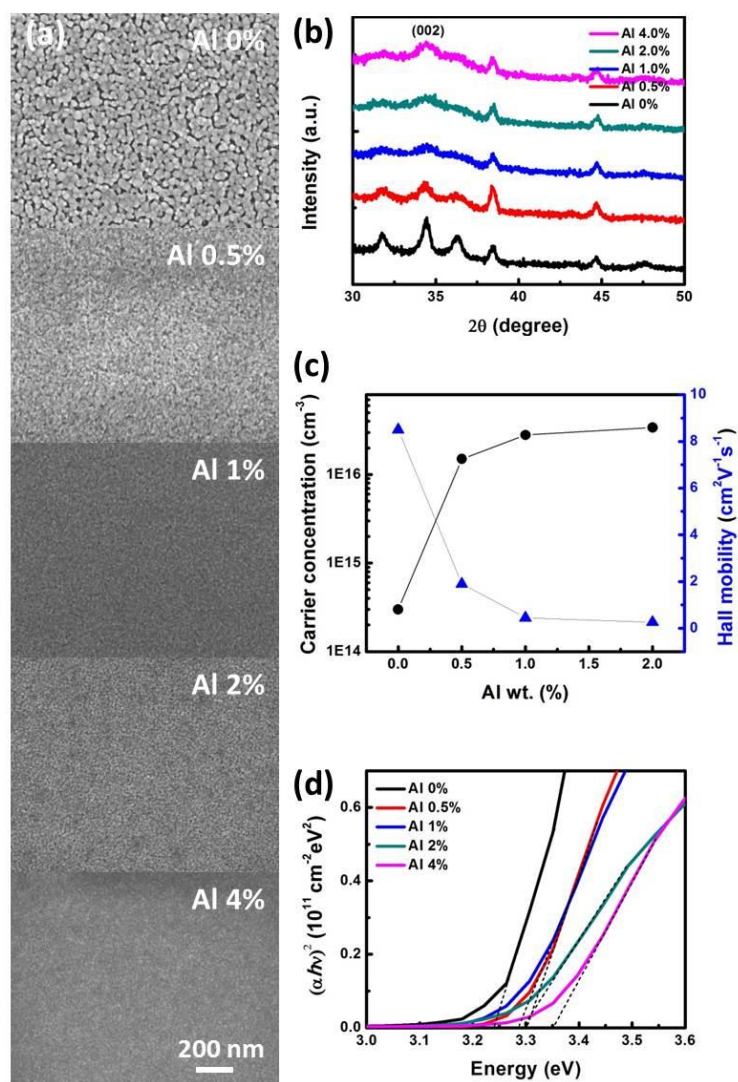 (a)
Al 0%
Al 0.5%
Al 1%
Al 2%
Al 4%
200 nm
(b)
(002)
Al 4.0%
Al 2.0%
Al 1.0%
Al 0.5%
Al 0%
Intensity (a.u.)
30 35 40 45 50
2θ (degree)
(c)
Carrier concentration (cm⁻³)
1E16
1E15
1E14
10
8
6
4
2
0
Hall mobility (cm²V⁻¹s⁻¹)
0.0 0.5 1.0 1.5 2.0
Al wt. (%)
(d)
Al 0%
Al 0.5%
Al 1%
Al 2%
Al 4%
(αhν)² (10¹¹ cm⁻²eV²)
0.6
0.4
0.2
0.0
3.0 3.1 3.2 3.3 3.4 3.5 3.6
Energy (eV)